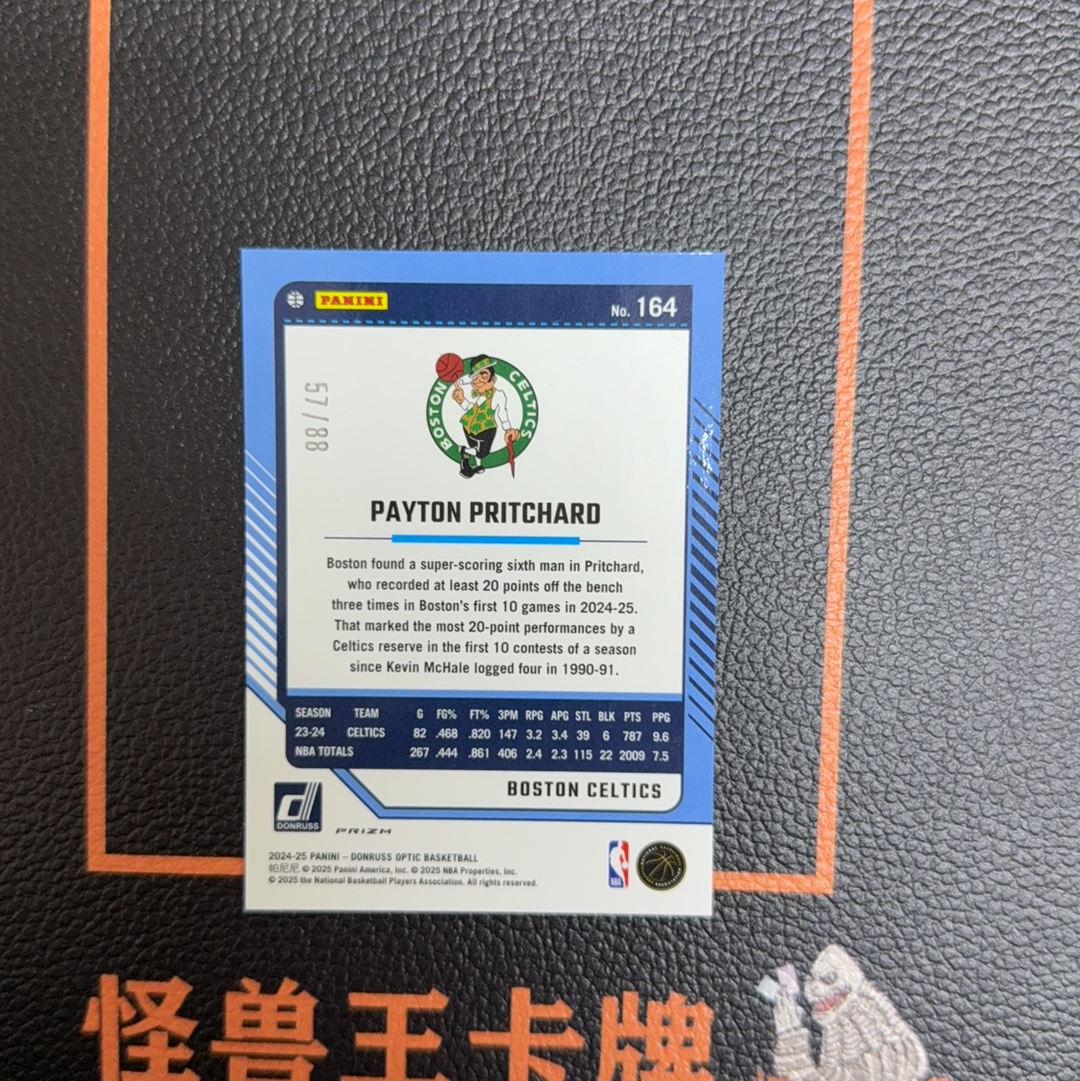 PANINI
No. 164
57/88
BOSTON CELTICS
PAYTON PRITCHARD
Boston found a super-scoring sixth man in Pritchard,
who recorded at least 20 points off the bench
three times in Boston's first 10 games in 2024-25.
That marked the most 20-point performances by a
Celtics reserve in the first 10 contests of a season
since Kevin McHale logged four in 1990-91.
SEASON TEAM G FG% FT% 3PM RPG APG STL BLK PTS PPG
23-24 CELTICS 82 .468 .820 147 3.2 3.4 39 6 787 9.6
NBA TOTALS 267 .444 .861 406 2.4 2.3 115 22 2009 7.5
BOSTON CELTICS
DONRUSS
PRIZM
2024-25 PANINI – DONRUSS OPTIC BASKETBALL
帕尼尼 © 2025 Panini America, Inc. © 2025 NBA Properties, Inc.
© 2025 the National Basketball Players Association. All rights reserved.
NBA
NATIONAL BASKETBALL PLAYERS ASSOCIATION
怪兽王卡牌